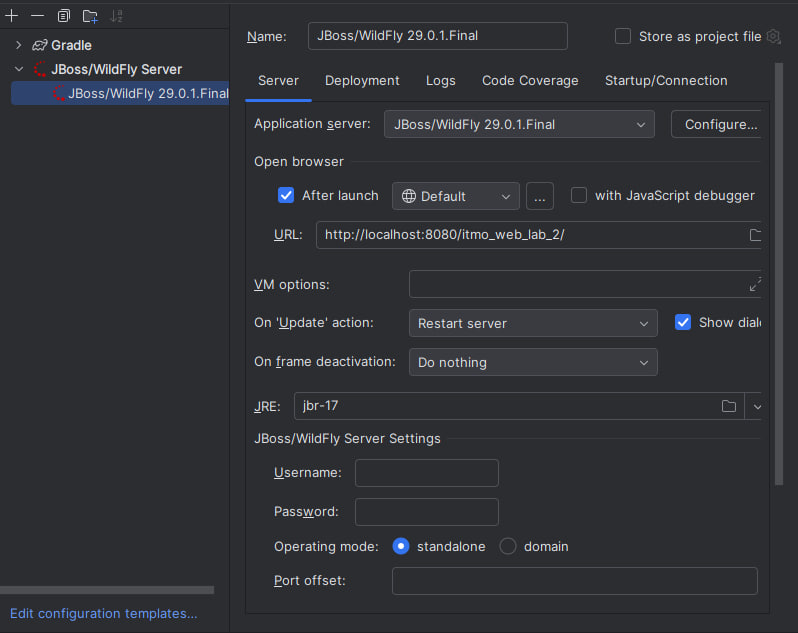 Name: JBoss/WildFly 29.0.1.Final Store as project file
Gradle
JBoss/WildFly Server
JBoss/WildFly 29.0.1.Final
Server Deployment Logs Code Coverage Startup/Connection
Application server: JBoss/WildFly 29.0.1.Final Configure...
Open browser
After launch Default ... with JavaScript debugger
URL: http://localhost:8080/itmo_web_lab_2/
VM options:
On 'Update' action: Restart server Show dial
On frame deactivation: Do nothing
JRE: jbr-17
JBoss/WildFly Server Settings
Username:
Password:
Operating mode: standalone domain
Port offset:
Edit configuration templates...